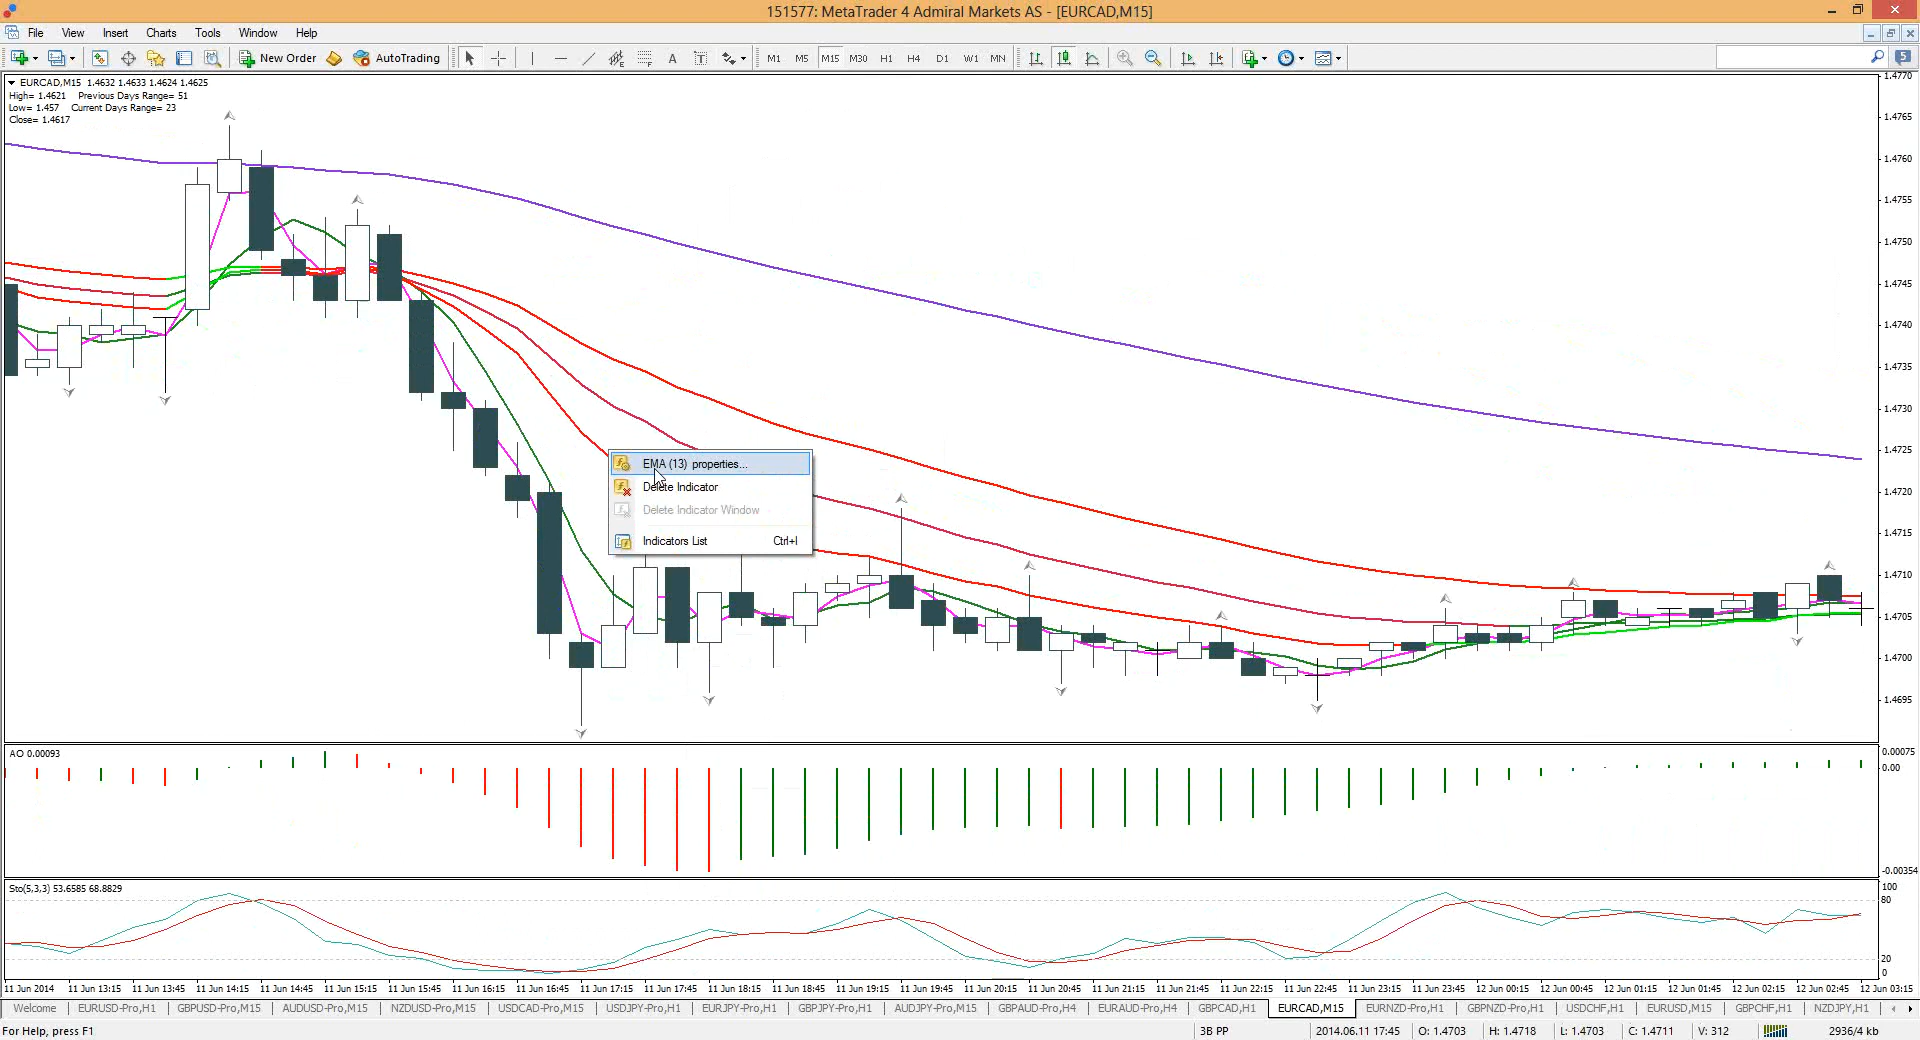 151577: MetaTrader 4 Admiral Markets AS - [EURCAD,M15]
File View Insert Charts Tools Window Help
New Order AutoTrading A T M1 M5 M15 M30 H1 H4 D1 W1 MN 5
EURCAD,M15 1.4632 1.4633 1.4624 1.4625
High= 1.4621 Previous Days Range= 51
Low= 1.457 Current Days Range= 23
Close= 1.4617
1.4770
1.4765
1.4760
1.4755
1.4750
1.4745
1.4740
1.4735
1.4730
1.4725
1.4720
1.4715
1.4710
1.4705
1.4700
1.4695
EMA (13) properties...
Delete Indicator
Delete Indicator Window
Indicators List Ctrl+I
AO 0.00093
0.00075
0.00
-0.00354
Sto(5,3,3) 53.6585 68.8829
100
80
20
0
11 Jun 2014 11 Jun 13:15 11 Jun 13:45 11 Jun 14:15 11 Jun 14:45 11 Jun 15:15 11 Jun 15:45 11 Jun 16:15 11 Jun 16:45 11 Jun 17:15 11 Jun 17:45 11 Jun 18:15 11 Jun 18:45 11 Jun 19:15 11 Jun 19:45 11 Jun 20:15 11 Jun 20:45 11 Jun 21:15 11 Jun 21:45 11 Jun 22:15 11 Jun 22:45 11 Jun 23:15 11 Jun 23:45 12 Jun 00:15 12 Jun 00:45 12 Jun 01:15 12 Jun 01:45 12 Jun 02:15 12 Jun 02:45 12 Jun 03:15
Welcome EURUSD-Pro,H1 GBPUSD-Pro,M15 AUDUSD-Pro,M15 NZDUSD-Pro,M15 USDCAD-Pro,M15 USDJPY-Pro,H1 EURJPY-Pro,H1 GBPJPY-Pro,H1 AUDJPY-Pro,M15 GBPAUD-Pro,H4 EURAUD-Pro,H4 GBPCAD,H1 EURCAD,M15 EURNZD-Pro,H1 GBPNZD-Pro,H1 USDCHF,H1 EURUSD,M15 GBPCHF,H1 NZDJPY,H1
For Help, press F1 3B PP 2014.06.11 17:45 O: 1.4703 H: 1.4718 L: 1.4703 C: 1.4711 V: 312 2936/4 kb